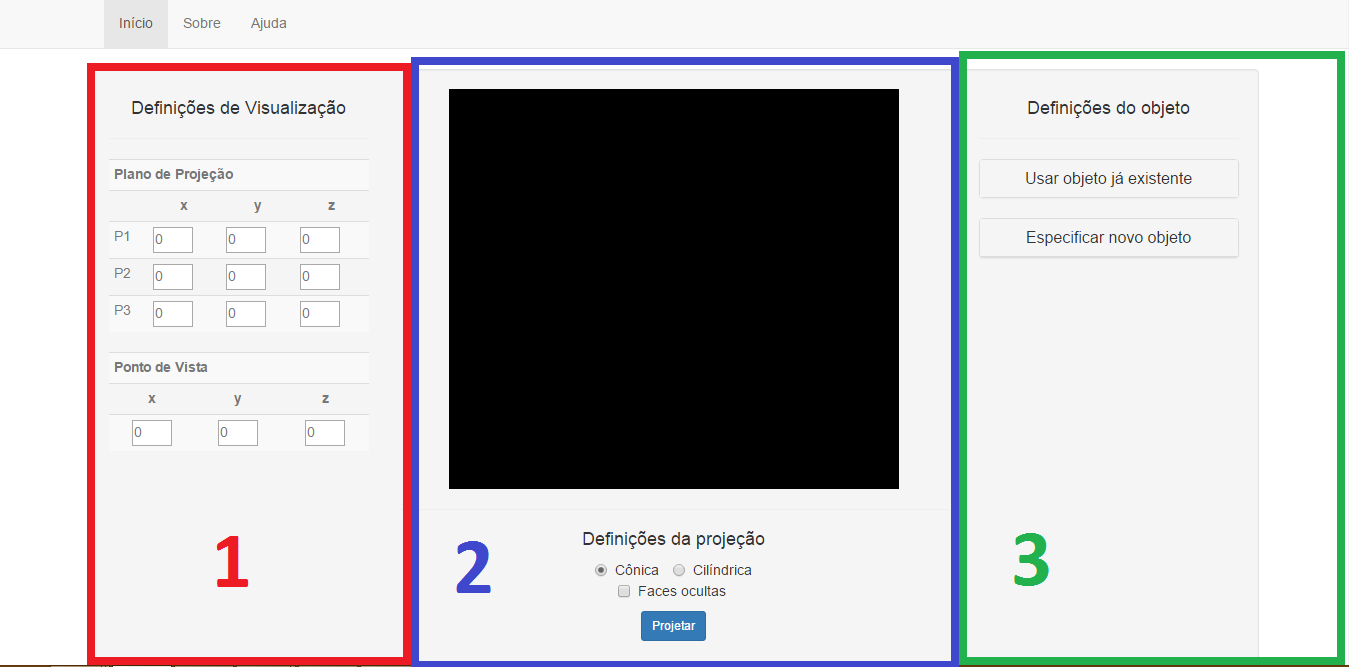 Início Sobre Ajuda
Definições de Visualização
Plano de Projeção
x y z
P1 0 0 0
P2 0 0 0
P3 0 0 0
Ponto de Vista
x y z
0 0 0
1
Definições da projeção
Cônica Cilíndrica
Faces ocultas
Projetar
2
Definições do objeto
Usar objeto já existente
Especificar novo objeto
3